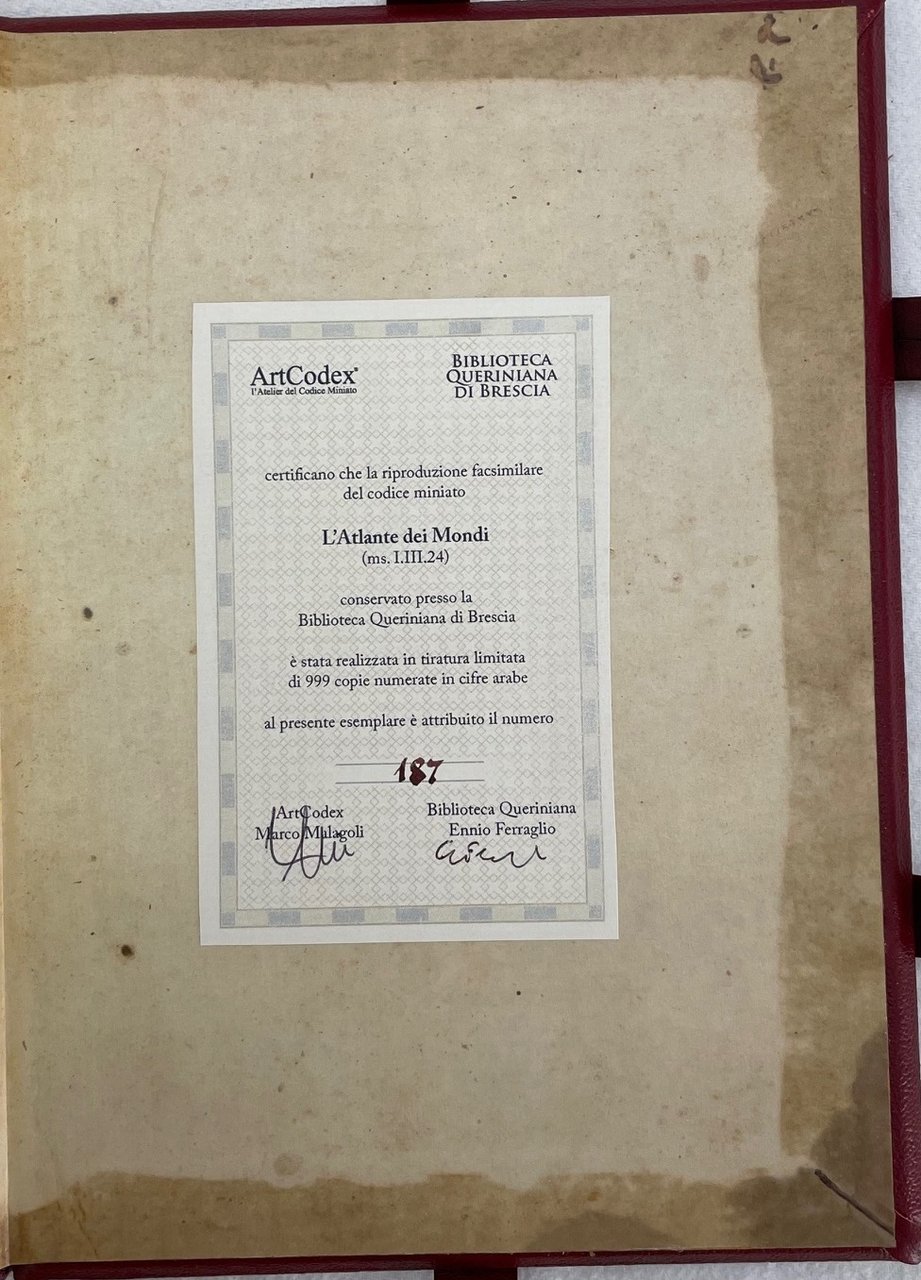 ArtCodex®
l'Atelier del Codice Miniato
BIBLIOTECA
QUERINIANA
DI BRESCIA
certificano che la riproduzione facsimilare
del codice miniato
L'Atlante dei Mondi
(ms. I.III.24)
conservato presso la
Biblioteca Queriniana di Brescia
è stata realizzata in tiratura limitata
di 999 copie numerate in cifre arabe
al presente esemplare è attribuito il numero
187
ArtCodex
Marco Malagoli
Biblioteca Queriniana
Ennio Ferraglio